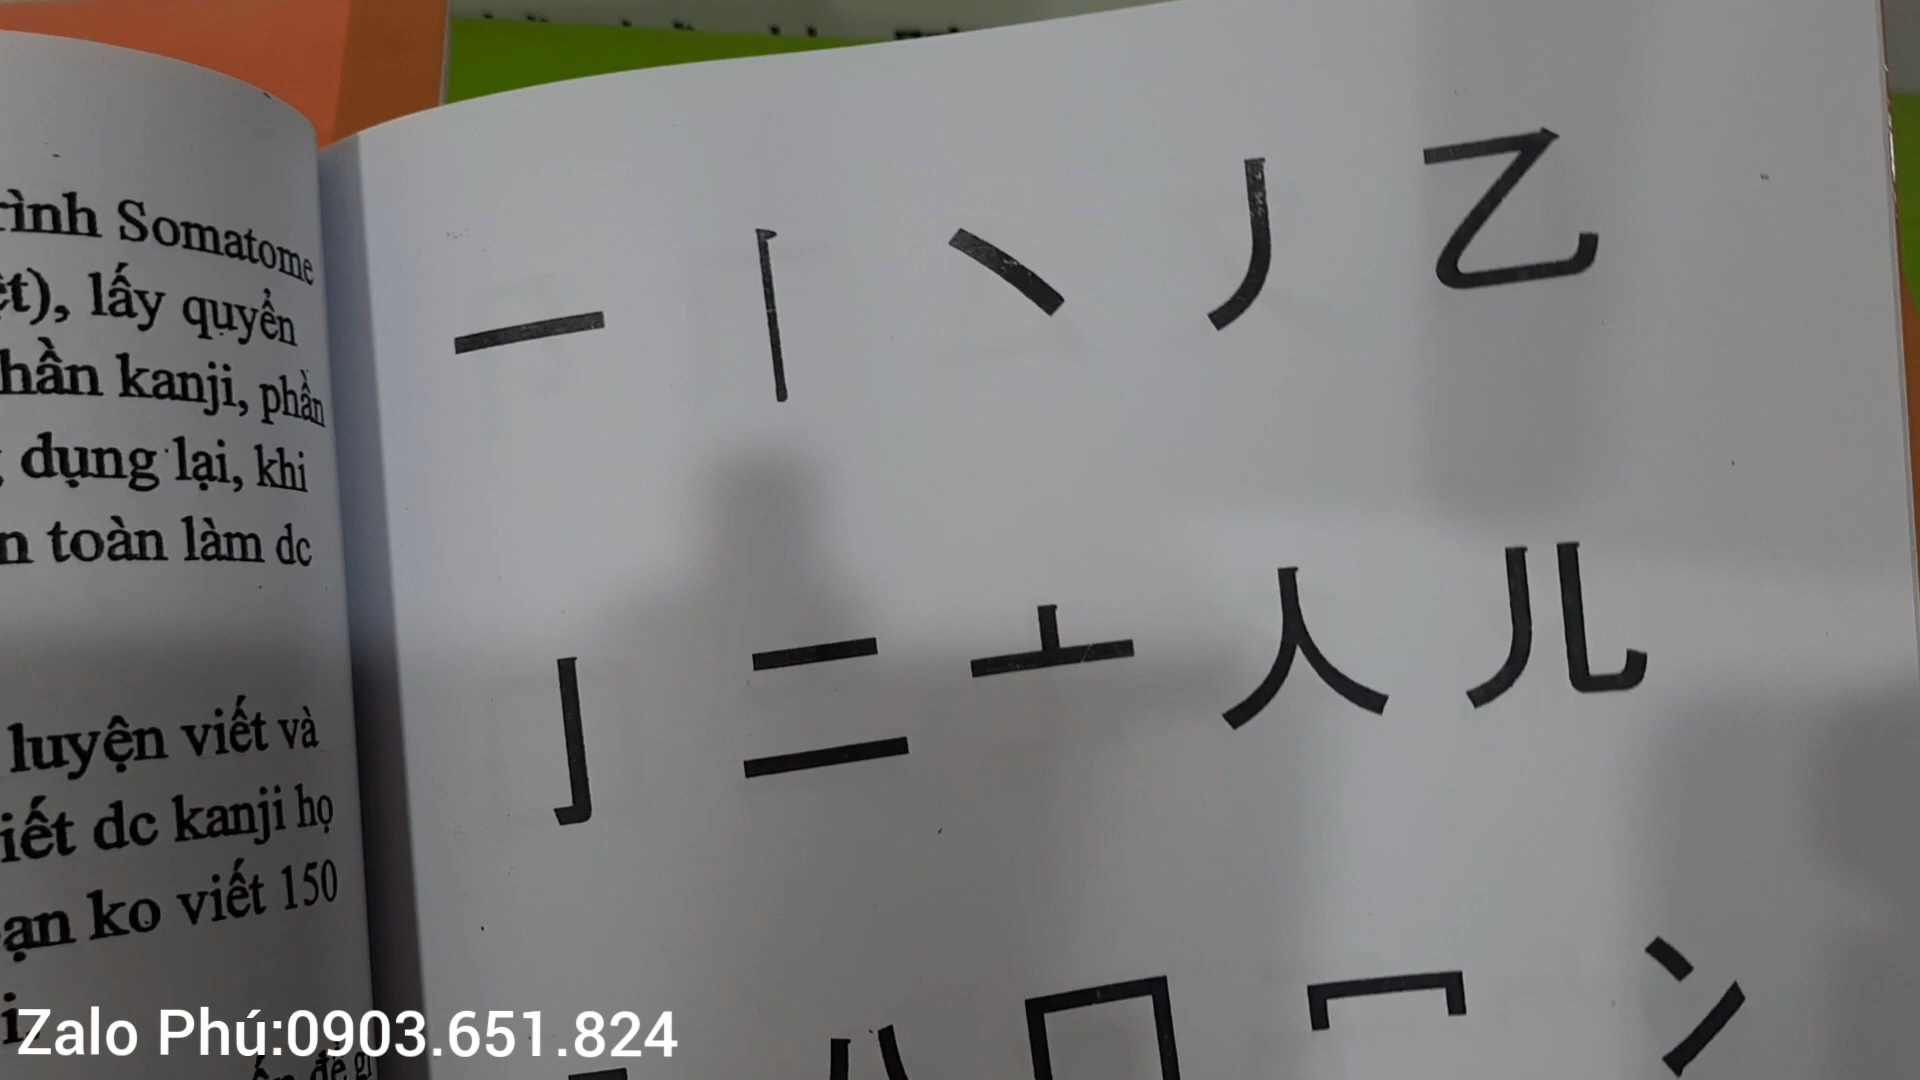 rình Somatome
ệt), lấy quyển
hần kanji, phần
dụng lại, khi
n toàn làm dc
luyện viết và
iết dc kanji họ
ạn ko viết 150
i
一 丨 丶 丿 乙
亅 二 亠 人 儿
八 冂 冖 冫
Zalo Phú:0903.651.824